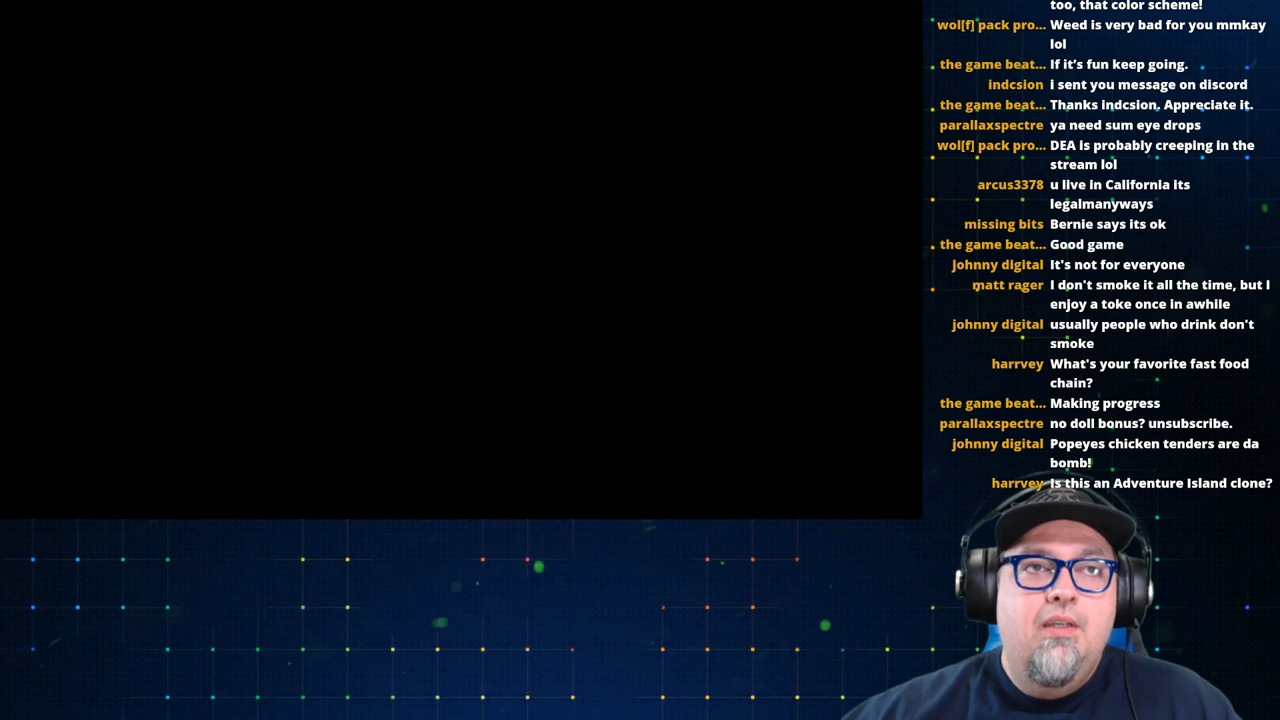 too, that color scheme!
wol[f] pack pro... Weed is very bad for you mmkay
lol
the game beat... If it's fun keep going.
indcsion i sent you message on discord
the game beat... Thanks indcsion. Appreciate it.
parallaxspectre ya need sum eye drops
wol[f] pack pro... DEA is probably creeping in the
stream lol
arcus3378 u live in California its
legalmanyways
missing bits Bernie says its ok
the game beat... Good game
johnny digital It's not for everyone
matt rager I don't smoke it all the time, but I
enjoy a toke once in awhile
johnny digital usually people who drink don't
smoke
harrvey What's your favorite fast food
chain?
the game beat... Making progress
parallaxspectre no doll bonus? unsubscribe.
johnny digital Popeyes chicken tenders are da
bomb!
harrvey Is this an Adventure Island clone?